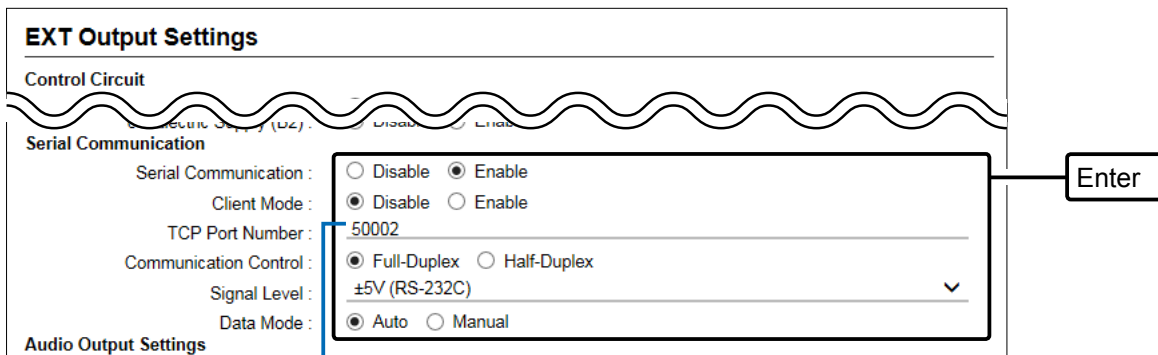 EXT Output Settings
Control Circuit
Serial Communication
Serial Communication : Disable Enable
Enter
Client Mode : Disable Enable
TCP Port Number : 50002
Communication Control : Full-Duplex Half-Duplex
Signal Level : ±5V (RS-232C)
Data Mode : Auto Manual
Audio Output Settings